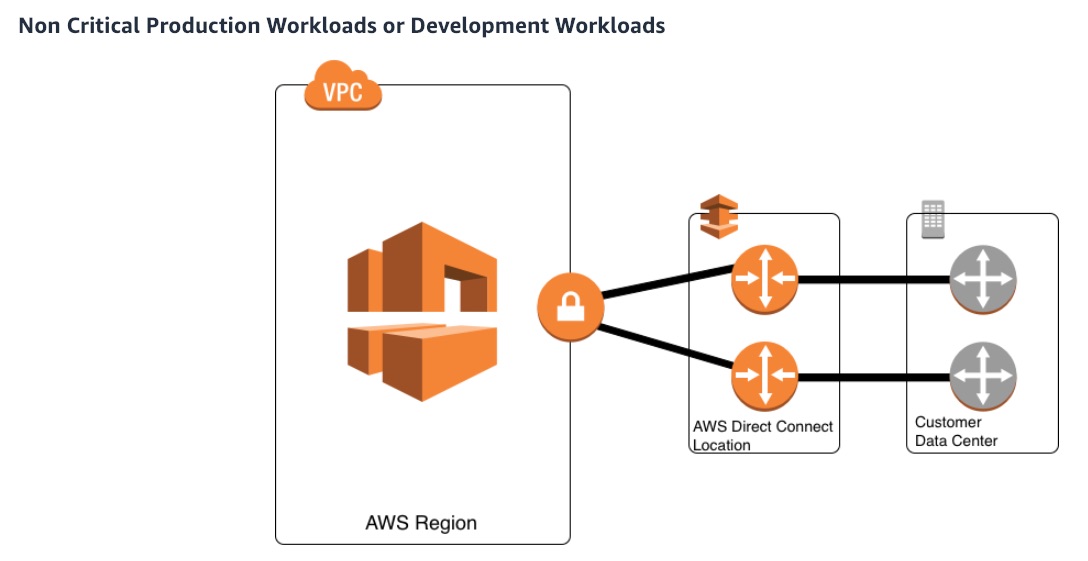 Non Critical Production Workloads or Development Workloads
VPC
AWS Direct Connect
Location
Customer
Data Center
AWS Region